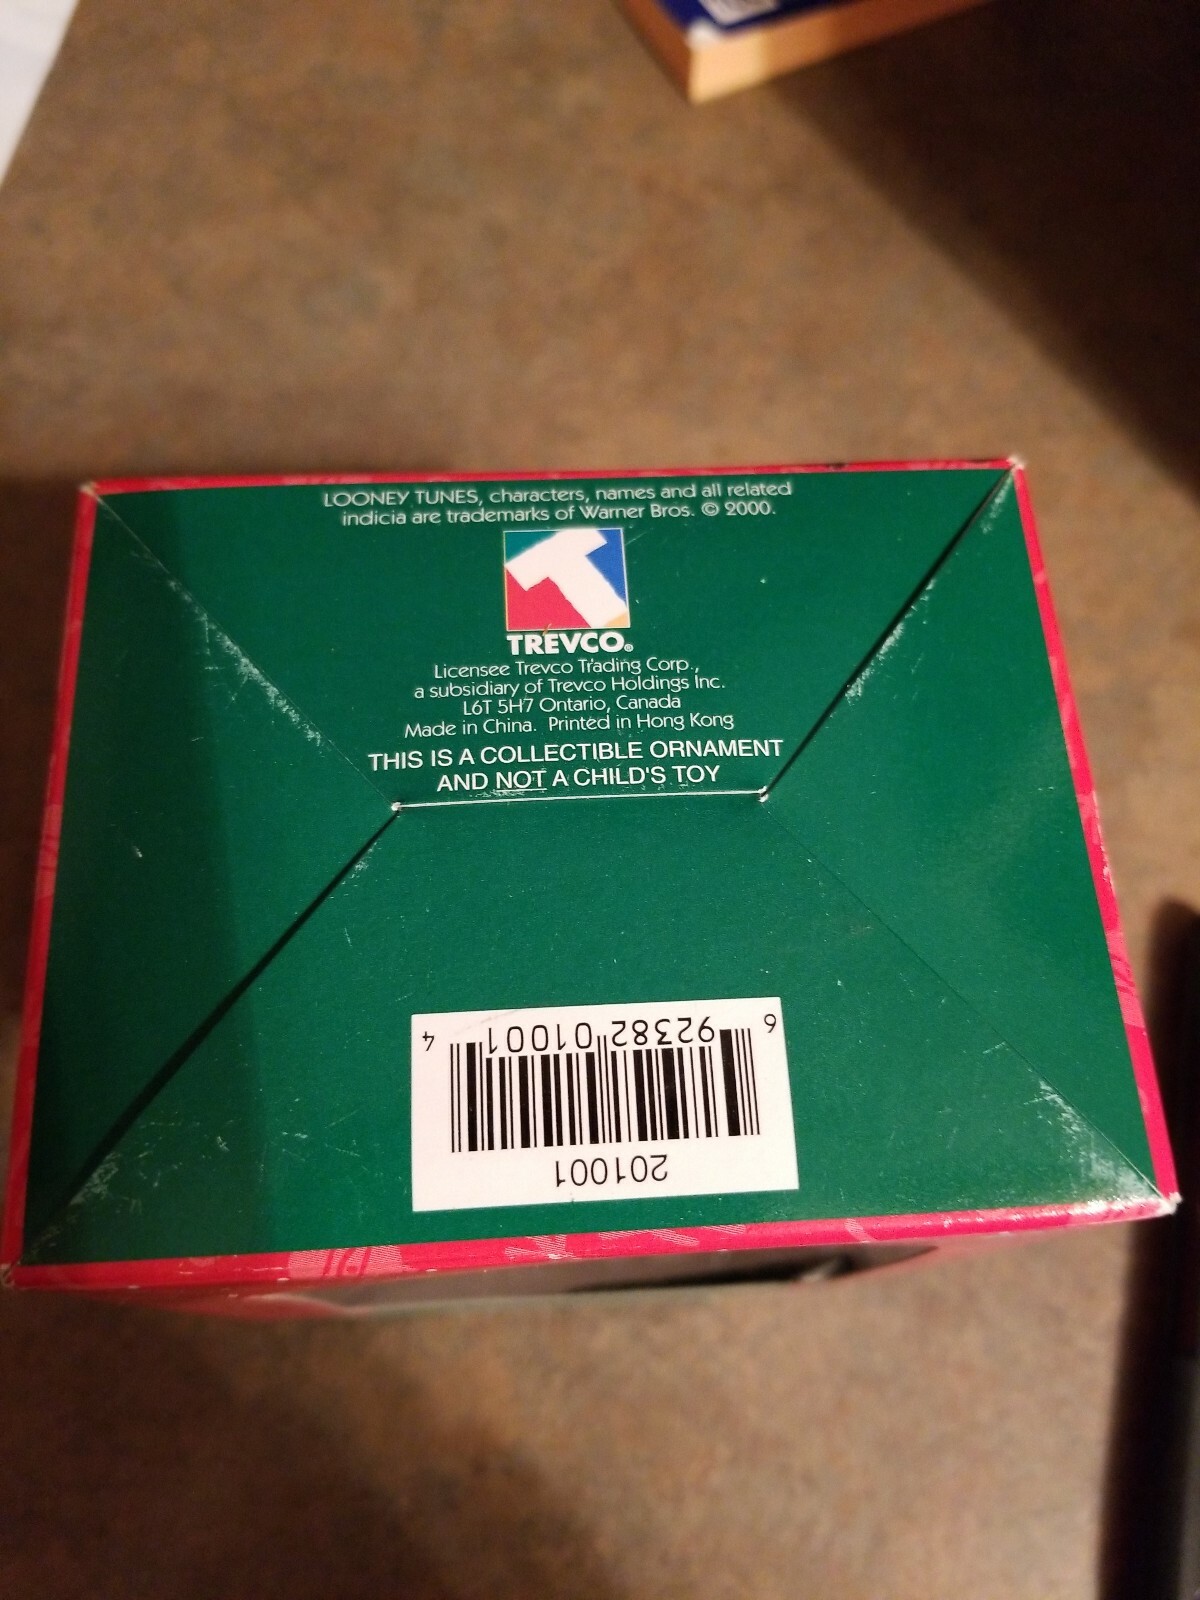 LOONEY TUNES, characters, names and all related
indicia are trademarks of Warner Bros. © 2000.
TREVCO®
Licensee Trevco Trading Corp.,
a subsidiary of Trevco Holdings Inc.
L6T 5H7 Ontario, Canada
Made in China. Printed in Hong Kong
THIS IS A COLLECTIBLE ORNAMENT
AND NOT A CHILD'S TOY
201001
6 92382 01001 4